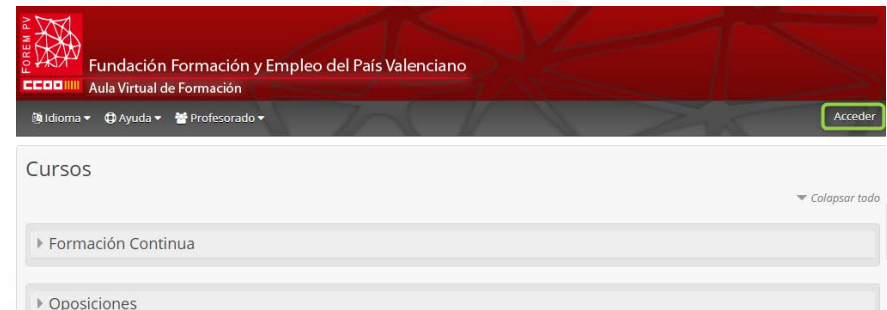 FOREM PV
CCOO
Fundación Formación y Empleo del País Valenciano
Aula Virtual de Formación
Idioma Ayuda Profesorado Acceder
Cursos
Colapsar todo
Formación Continua
Oposiciones